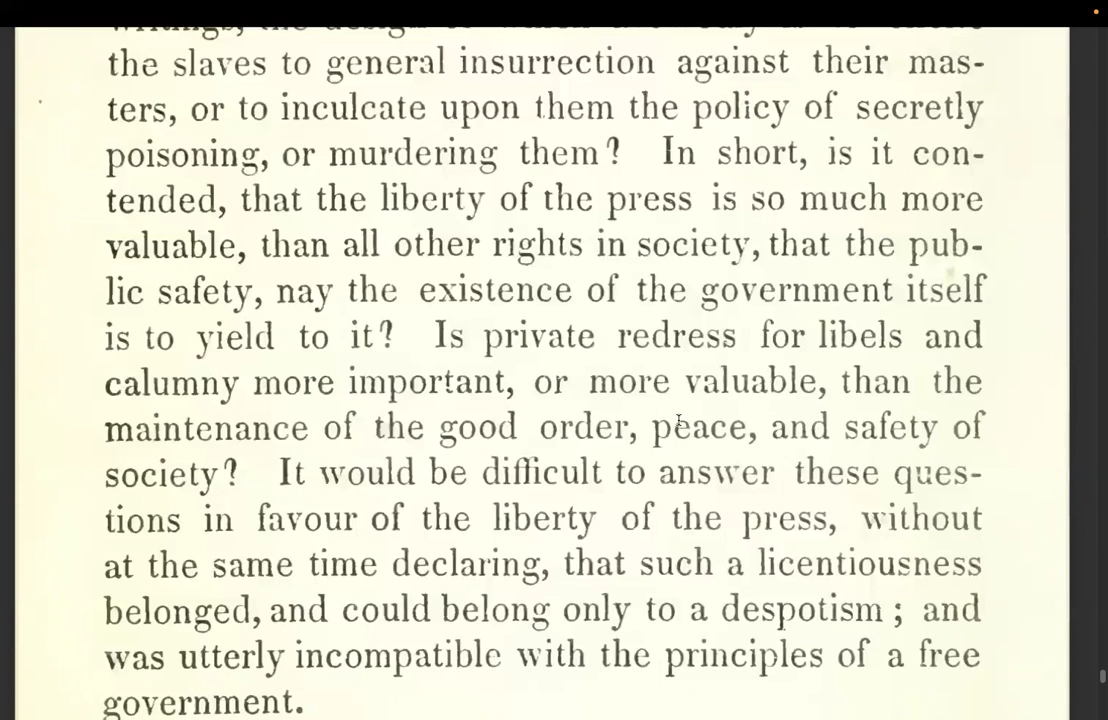 the slaves to general insurrection against their mas-
ters, or to inculcate upon them the policy of secretly
poisoning, or murdering them? In short, is it con-
tended, that the liberty of the press is so much more
valuable, than all other rights in society, that the pub-
lic safety, nay the existence of the government itself
is to yield to it? Is private redress for libels and
calumny more important, or more valuable, than the
maintenance of the good order, peace, and safety of
society? It would be difficult to answer these ques-
tions in favour of the liberty of the press, without
at the same time declaring, that such a licentiousness
belonged, and could belong only to a despotism; and
was utterly incompatible with the principles of a free
government.